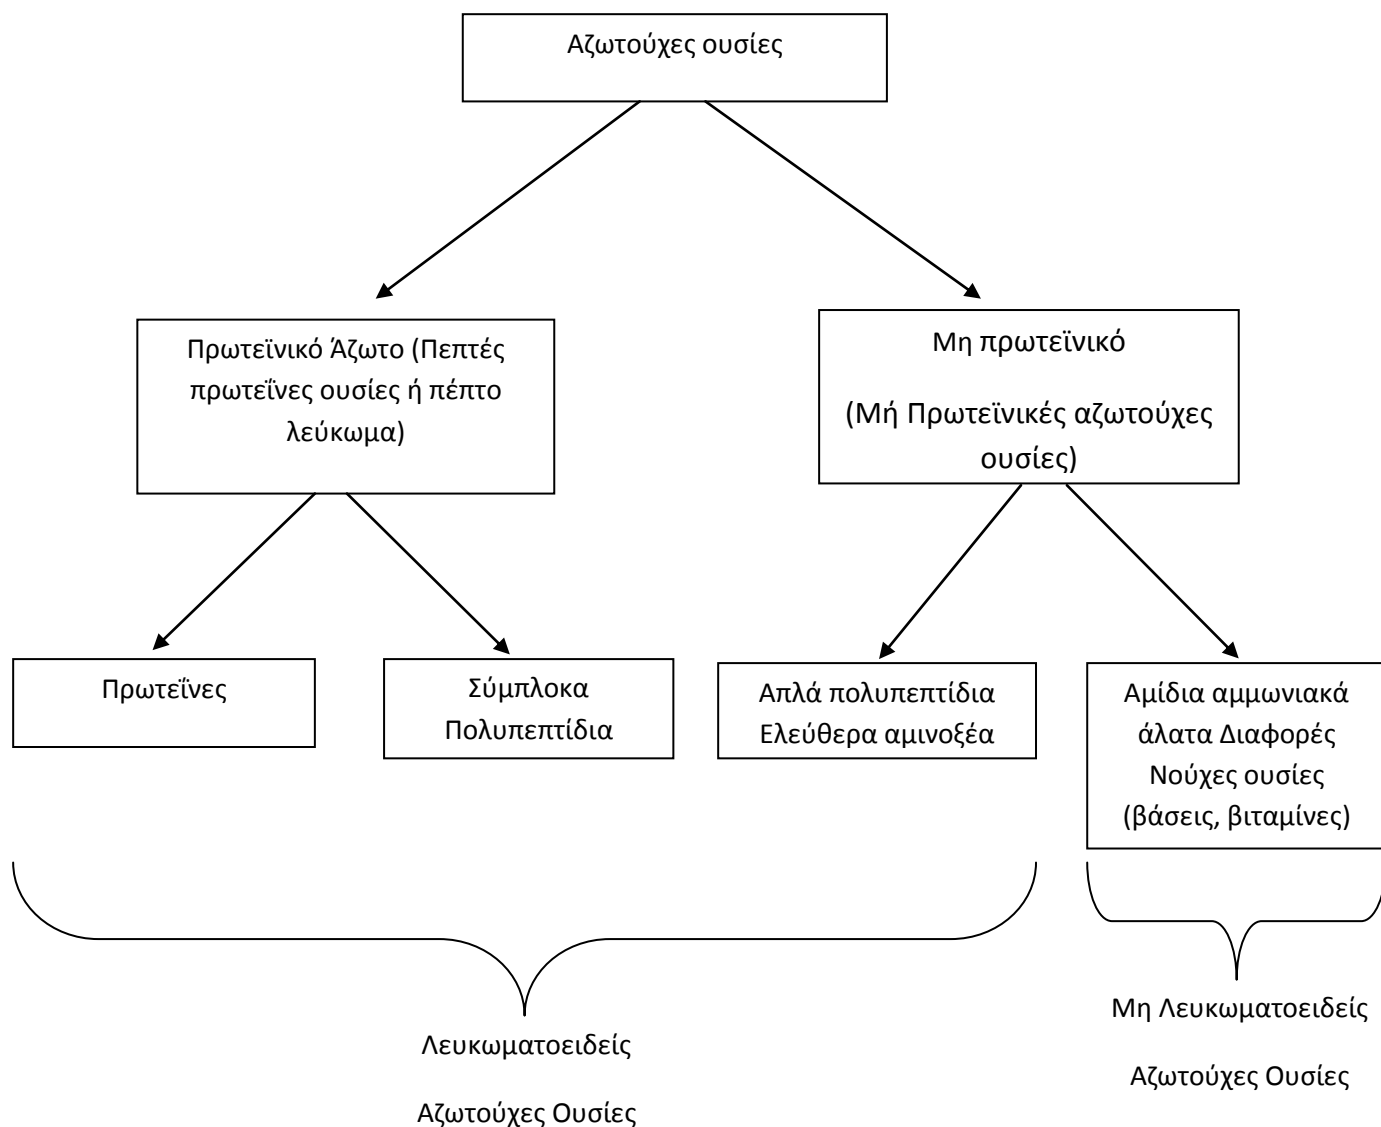 Αζωτούχες ουσίες
Πρωτεϊνικό Άζωτο (Πεπτές
πρωτεΐνες ουσίες ή πέπτο
λεύκωμα)
Μη πρωτεϊνικό
(Μή Πρωτεϊνικές αζωτούχες
ουσίες)
Πρωτεΐνες
Σύμπλοκα
Πολυπεπτίδια
Απλά πολυπεπτίδια
Ελεύθερα αμινοξέα
Αμίδια αμμωνιακά
άλατα Διαφορές
Νούχες ουσίες
(βάσεις, βιταμίνες)
Λευκωματοειδείς
Αζωτούχες Ουσίες
Μη Λευκωματοειδείς
Αζωτούχες Ουσίες